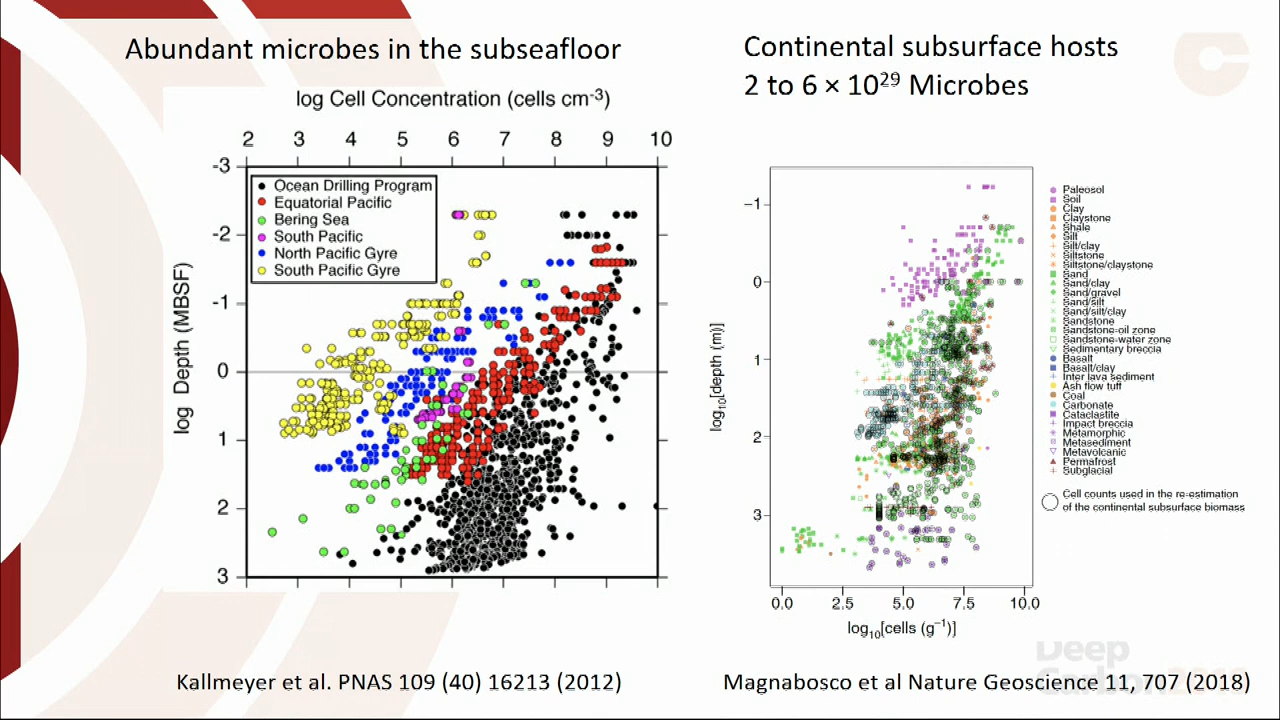 Abundant microbes in the subseafloor
log Cell Concentration (cells cm-3)
2 3 4 5 6 7 8 9 10
log Depth (MBSF)
-3
-2
-1
0
1
2
3
Ocean Drilling Program
Equatorial Pacific
Bering Sea
South Pacific
North Pacific Gyre
South Pacific Gyre
Kallmeyer et al. PNAS 109 (40) 16213 (2012)
Continental subsurface hosts
2 to 6 × 10²⁹ Microbes
log₁₀[depth (m)]
−1
0
1
2
3
0.0 2.5 5.0 7.5 10.0
log₁₀[cells (g⁻¹)]
Paleosol
Soil
Clay
Claystone
Shale
Silt
Silt/clay
Siltstone
Siltstone/claystone
Sand
Sand/clay
Sand/gravel
Sand/silt
Sand/silt/clay
Sandstone
Sandstone-oil zone
Sandstone-water zone
Sedimentary breccia
Basalt
Basalt/clay
Inter lava sediment
Ash flow tuff
Coal
Carbonate
Cataclastite
Impact breccia
Metamorphic
Metasediment
Metavolcanic
Permafrost
Subglacial
Cell counts used in the re-estimation
of the continental subsurface biomass
Magnabosco et al Nature Geoscience 11, 707 (2018)
Deep
Carbon